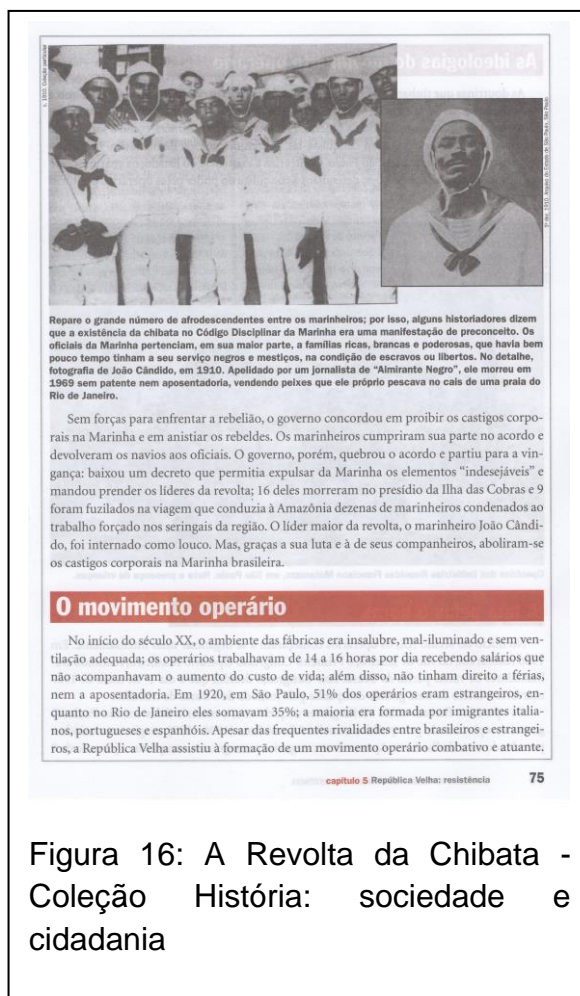 c. 1910. Coleção particular
1º dez. 1910. Arquivo do Estado de São Paulo, São Paulo
Repare o grande número de afrodescendentes entre os marinheiros; por isso, alguns historiadores dizem
que a existência da chibata no Código Disciplinar da Marinha era uma manifestação de preconceito. Os
oficiais da Marinha pertenciam, em sua maior parte, a famílias ricas, brancas e poderosas, que havia bem
pouco tempo tinham a seu serviço negros e mestiços, na condição de escravos ou libertos. No detalhe,
fotografia de João Cândido, em 1910. Apelidado por um jornalista de “Almirante Negro”, ele morreu em
1969 sem patente nem aposentadoria, vendendo peixes que ele próprio pescava no cais de uma praia do
Rio de Janeiro.
Sem forças para enfrentar a rebelião, o governo concordou em proibir os castigos corpo-
rais na Marinha e em anistiar os rebeldes. Os marinheiros cumpriram sua parte no acordo e
devolveram os navios aos oficiais. O governo, porém, quebrou o acordo e partiu para a vin-
gança: baixou um decreto que permitia expulsar da Marinha os elementos “indesejáveis” e
mandou prender os líderes da revolta; 16 deles morreram no presídio da Ilha das Cobras e 9
foram fuzilados na viagem que conduzia à Amazônia dezenas de marinheiros condenados ao
trabalho forçado nos seringais da região. O líder maior da revolta, o marinheiro João Cândi-
do, foi internado como louco. Mas, graças a sua luta e à de seus companheiros, aboliram-se
os castigos corporais na Marinha brasileira.
O movimento operário
No início do século XX, o ambiente das fábricas era insalubre, mal-iluminado e sem ven-
tilação adequada; os operários trabalhavam de 14 a 16 horas por dia recebendo salários que
não acompanhavam o aumento do custo de vida; além disso, não tinham direito a férias,
nem a aposentadoria. Em 1920, em São Paulo, 51% dos operários eram estrangeiros, en-
quanto no Rio de Janeiro eles somavam 35%; a maioria era formada por imigrantes italia-
nos, portugueses e espanhóis. Apesar das frequentes rivalidades entre brasileiros e estrangei-
ros, a República Velha assistiu à formação de um movimento operário combativo e atuante.
capítulo 5 República Velha: resistência 75
Figura 16: A Revolta da Chibata -
Coleção História: sociedade e
cidadania